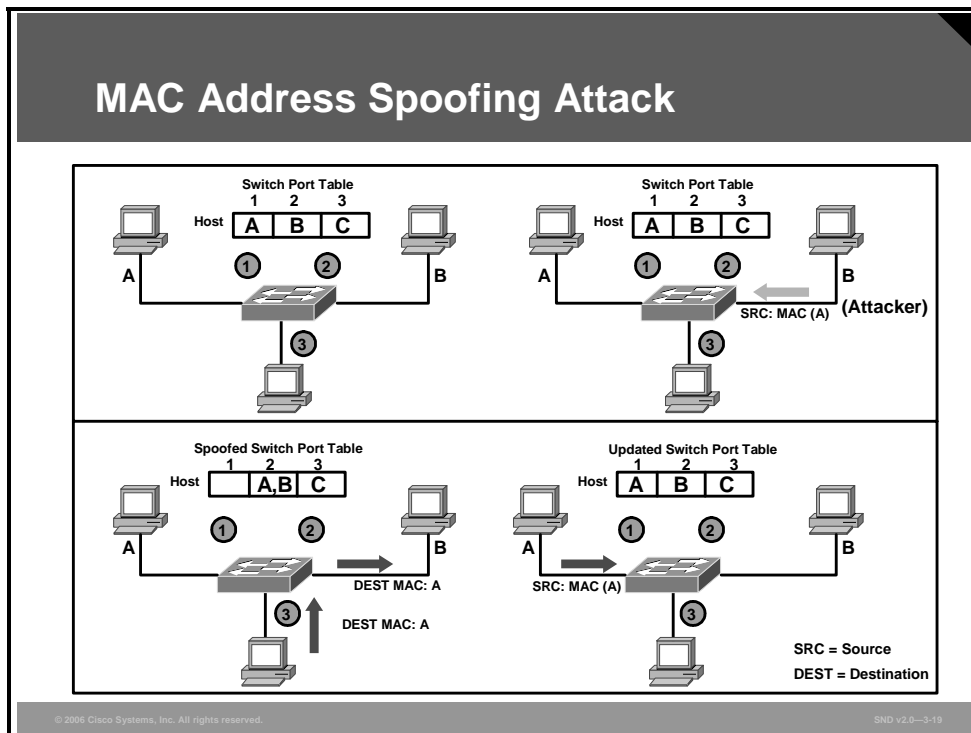 MAC Address Spoofing Attack
Switch Port Table
1 2 3
Host A B C
A
1
2
B
3
Switch Port Table
1 2 3
Host A B C
A
1
2
B
(Attacker)
SRC: MAC (A)
3
Spoofed Switch Port Table
1 2 3
Host A,B C
A
1
2
B
DEST MAC: A
3
DEST MAC: A
Updated Switch Port Table
1 2 3
Host A B C
A
1
2
B
SRC: MAC (A)
3
SRC = Source
DEST = Destination
© 2006 Cisco Systems, Inc. All rights reserved.
SND v2.0—3-19